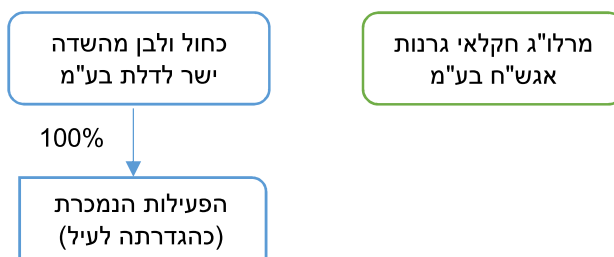 מרלו"ג חקלאי גרנות
אגש"ח בע"מ
כחול ולבן מהשדה
ישר לדלת בע"מ
100%
הפעילות הנמכרת
(כהגדרתה לעיל)